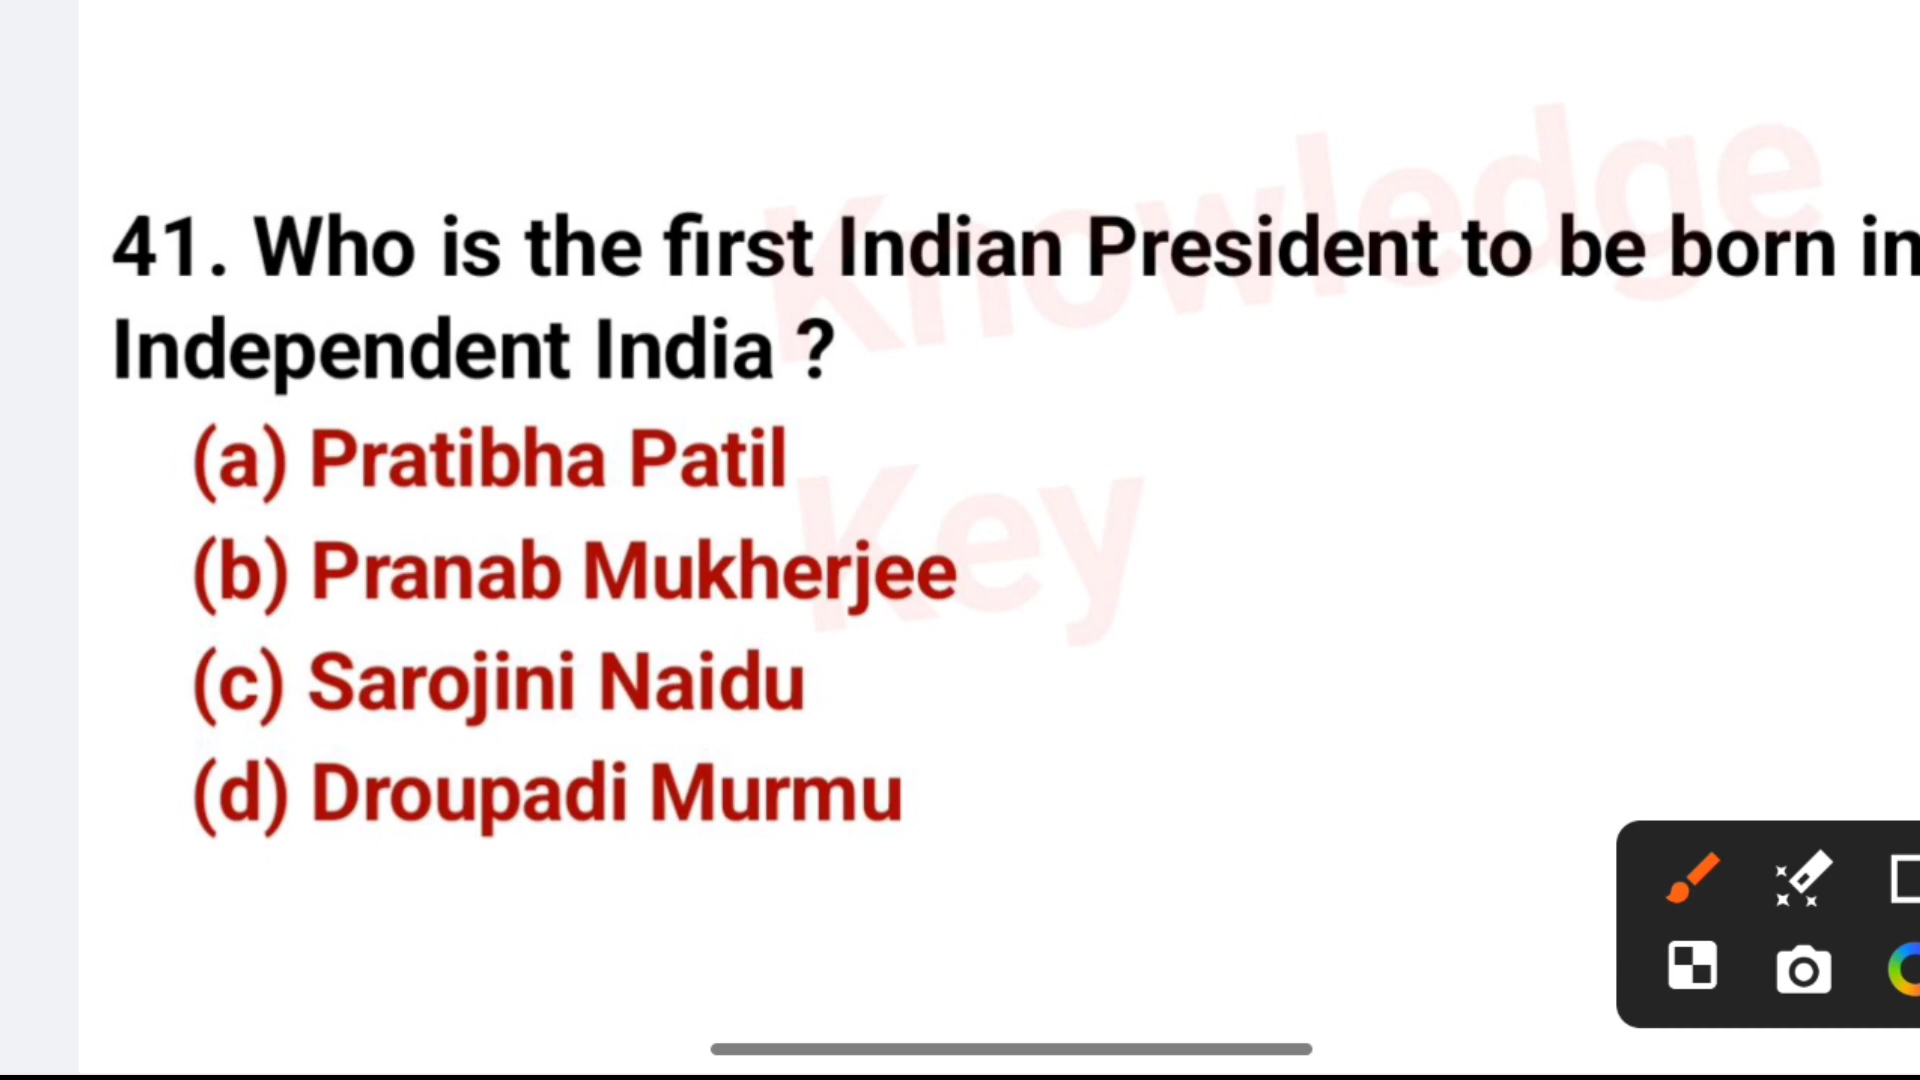 Knowledge
Key
41. Who is the first Indian President to be born in
Independent India ?
(a) Pratibha Patil
(b) Pranab Mukherjee
(c) Sarojini Naidu
(d) Droupadi Murmu